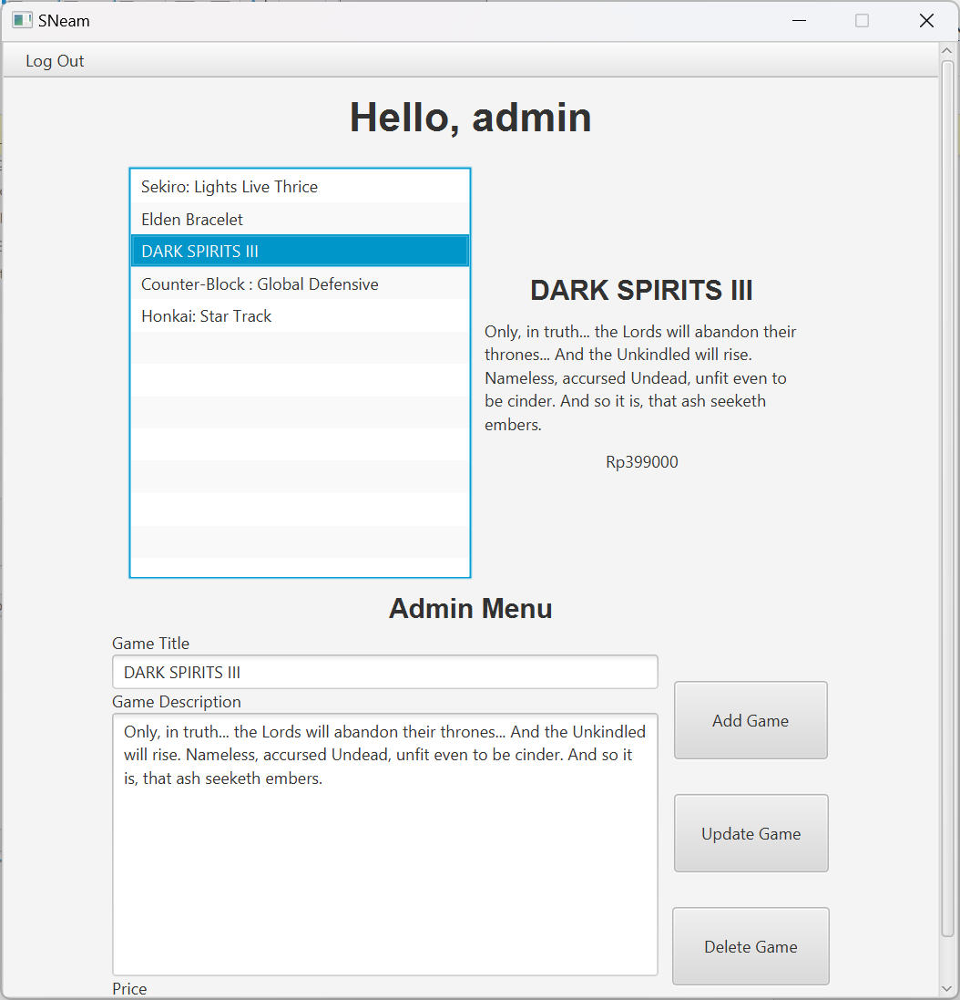 SNeam
Log Out
Hello, admin
Sekiro: Lights Live Thrice
Elden Bracelet
DARK SPIRITS III
Counter-Block : Global Defensive
Honkai: Star Track
DARK SPIRITS III
Only, in truth... the Lords will abandon their
thrones... And the Unkindled will rise.
Nameless, accursed Undead, unfit even to
be cinder. And so it is, that ash seeketh
embers.
Rp399000
Admin Menu
Game Title
DARK SPIRITS III
Game Description
Only, in truth... the Lords will abandon their thrones... And the Unkindled
will rise. Nameless, accursed Undead, unfit even to be cinder. And so it
is, that ash seeketh embers.
Price
Add Game
Update Game
Delete Game